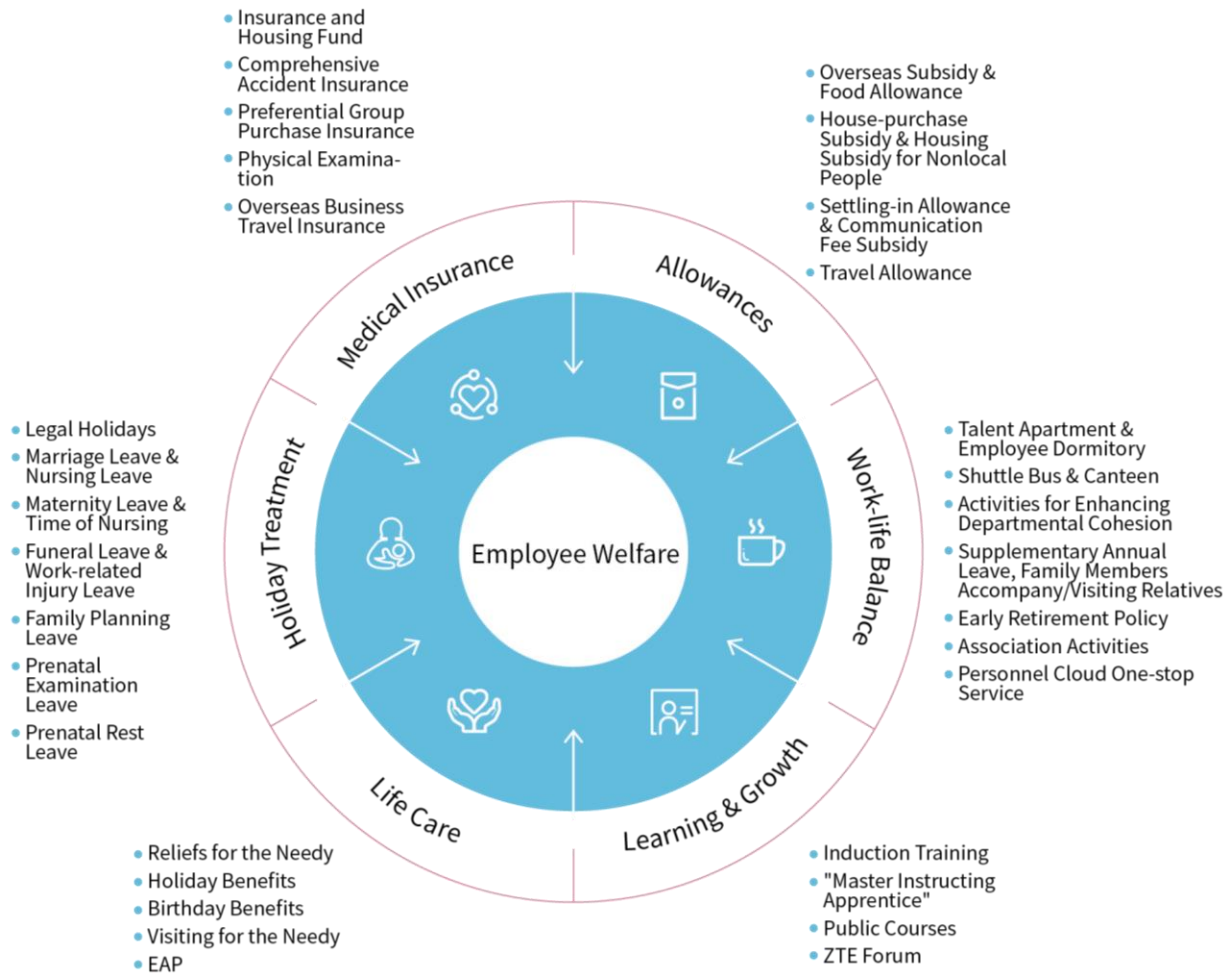 Insurance and
Housing Fund
Comprehensive
Accident Insurance
Preferential Group
Purchase Insurance
Physical Examina-
tion
Overseas Business
Travel Insurance
Overseas Subsidy &
Food Allowance
House-purchase
Subsidy & Housing
Subsidy for Nonlocal
People
Settling-in Allowance
& Communication
Fee Subsidy
Travel Allowance
Medical Insurance
Allowances
Legal Holidays
Marriage Leave &
Nursing Leave
Maternity Leave &
Time of Nursing
Funeral Leave &
Work-related
Injury Leave
Family Planning
Leave
Prenatal
Examination
Leave
Prenatal Rest
Leave
Holiday Treatment
Employee Welfare
Work-life Balance
Talent Apartment &
Employee Dormitory
Shuttle Bus & Canteen
Activities for Enhancing
Departmental Cohesion
Supplementary Annual
Leave, Family Members
Accompany/Visiting Relatives
Early Retirement Policy
Association Activities
Personnel Cloud One-stop
Service
Life Care
Learning & Growth
Reliefs for the Needy
Holiday Benefits
Birthday Benefits
Visiting for the Needy
EAP
Induction Training
"Master Instructing
Apprentice"
Public Courses
ZTE Forum